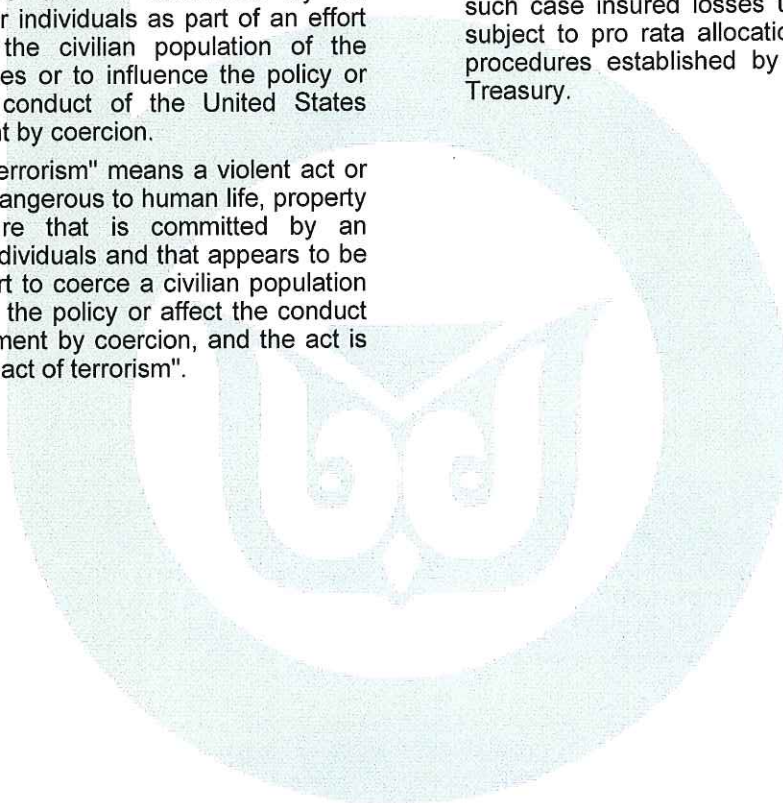 r individuals as part of an effort
the civilian population of the
es or to influence the policy or
conduct of the United States
t by coercion.
errorism" means a violent act or
angerous to human life, property
re that is committed by an
dividuals and that appears to be
rt to coerce a civilian population
the policy or affect the conduct
ment by coercion, and the act is
act of terrorism".
such case insured losses u
subject to pro rata allocatio
procedures established by
Treasury.